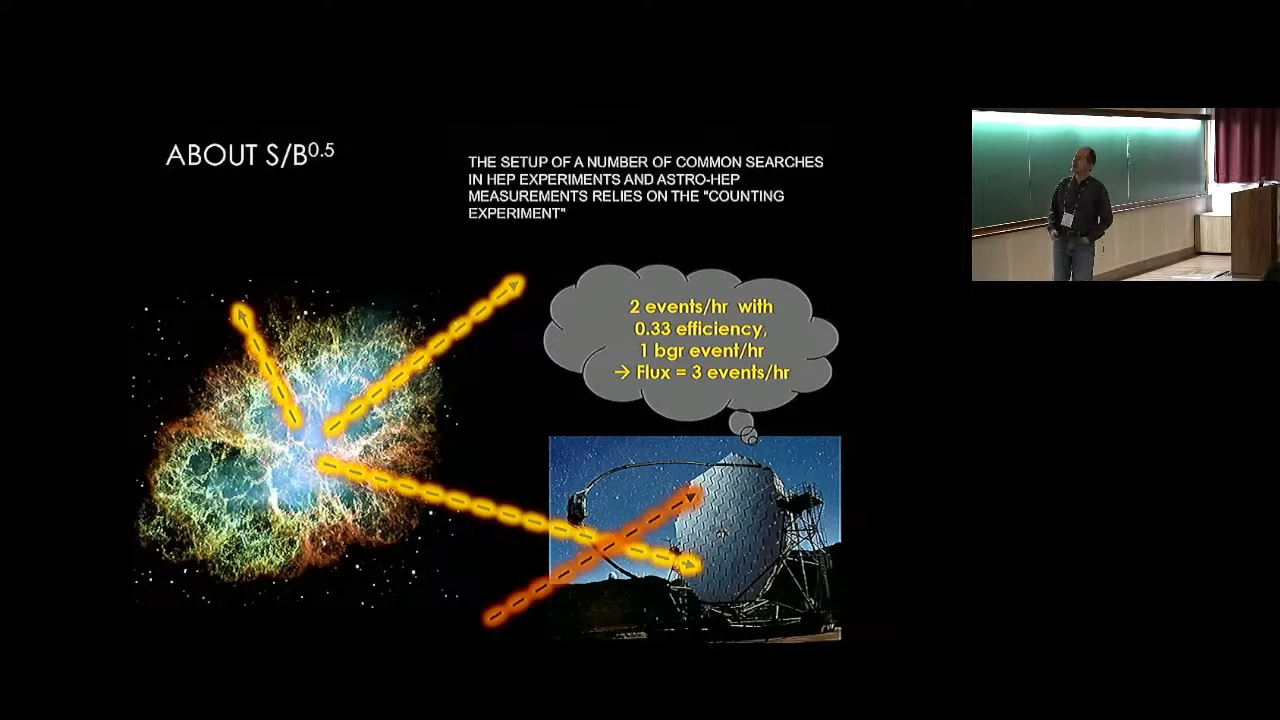 ABOUT S/B^0.5
THE SETUP OF A NUMBER OF COMMON SEARCHES
IN HEP EXPERIMENTS AND ASTRO-HEP
MEASUREMENTS RELIES ON THE "COUNTING
EXPERIMENT"
2 events/hr with
0.33 efficiency,
1 bgr event/hr
→ Flux = 3 events/hr